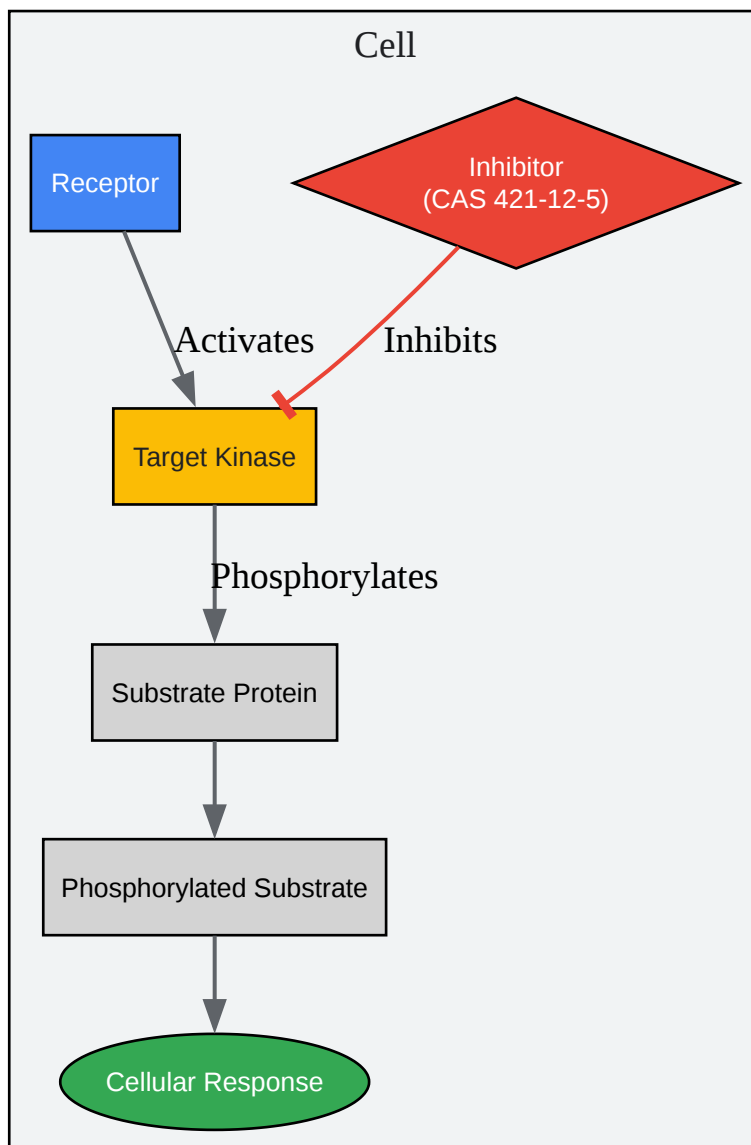 Cell
Receptor
Inhibitor
(CAS 421-12-5)
Activates
Inhibits
Target Kinase
Phosphorylates
Substrate Protein
Phosphorylated Substrate
Cellular Response